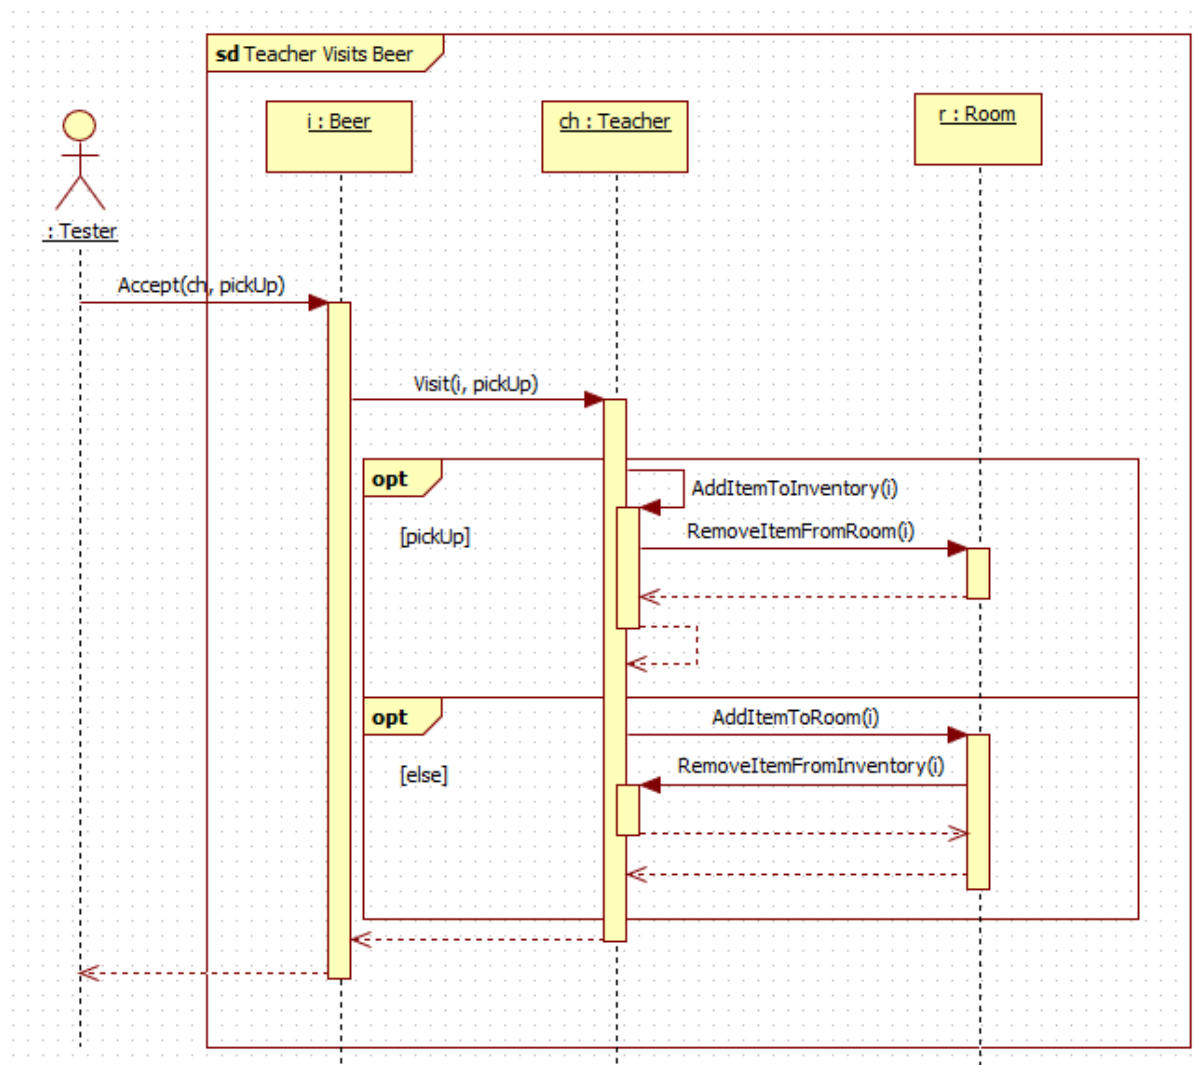 sd Teacher Visits Beer
i : Beer
ch : Teacher
r : Room
: Tester
Accept(ch, pickUp)
Visit(i, pickUp)
opt
AddItemToInventory(i)
[pickUp]
RemoveItemFromRoom(i)
opt
AddItemToRoom(i)
[else]
RemoveItemFromInventory(i)